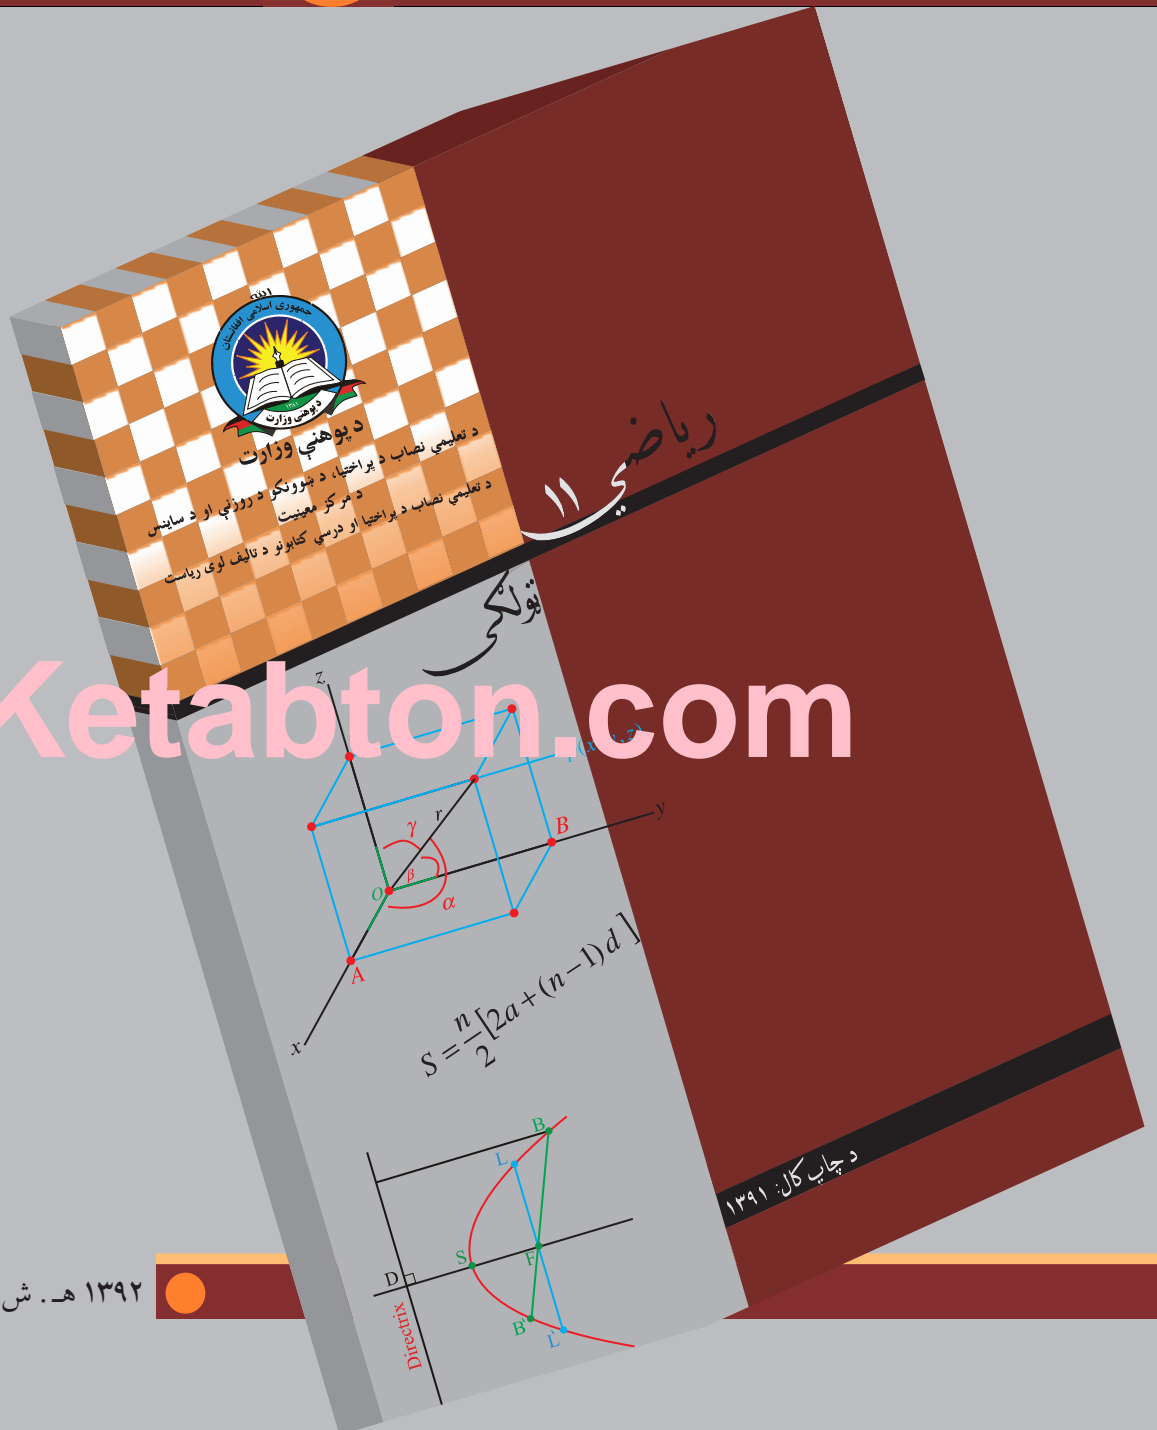 الله
جمهوری اسلامی افغانستان
۱۳۸۱
د پوهنې وزارت
د پوهنې وزارت
د تعلیمي نصاب د پراختیا، د ښوونکو د روزنې او د ساینس
د مرکز معینیت
د تعلیمي نصاب د پراختیا او درسي کتابونو د تالیف لوی ریاست
ریاضي
۱۱
ټولګی
Ketabton.com
z
y
B
r
γ
β
O
α
A
x
S = n/2 [2a + (n − 1) d ]
B
L
S
F
D
B'
L'
Directrix
د چاپ کال: ۱۳۹۱
۱۳۹۲ هـ . ش